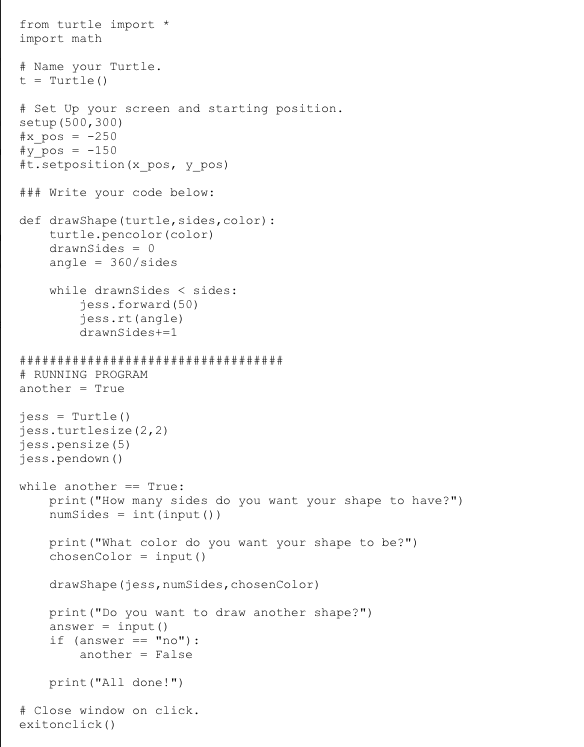 from turtle import *
import math
# Name your Turtle.
t = Turtle()
# Set Up your screen and starting position.
setup(500,300)
#x_pos = -250
#y_pos = -150
#t.setposition(x_pos, y_pos)
### Write your code below:
def drawShape(turtle,sides,color):
    turtle.pencolor(color)
    drawnSides = 0
    angle = 360/sides
    while drawnSides < sides:
        jess.forward(50)
        jess.rt(angle)
        drawnSides+=1
###################################
# RUNNING PROGRAM
another = True
jess = Turtle()
jess.turtlesize(2,2)
jess.pensize(5)
jess.pendown()
while another == True:
    print("How many sides do you want your shape to have?")
    numSides = int(input())
    print("What color do you want your shape to be?")
    chosenColor = input()
    drawShape(jess,numSides,chosenColor)
    print("Do you want to draw another shape?")
    answer = input()
    if (answer == "no"):
        another = False
    print("All done!")
# Close window on click.
exitonclick()